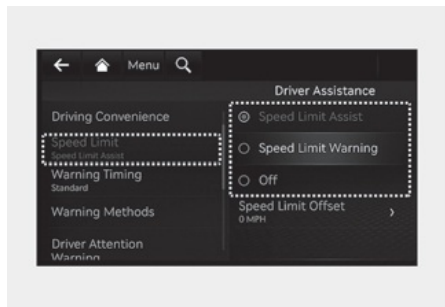 Menu
Driver Assistance
Driving Convenience
Speed Limit
Speed Limit Assist
Warning Timing
Standard
Warning Methods
Driver Attention
Warning
Speed Limit Assist
Speed Limit Warning
Off
Speed Limit Offset
0 MPH